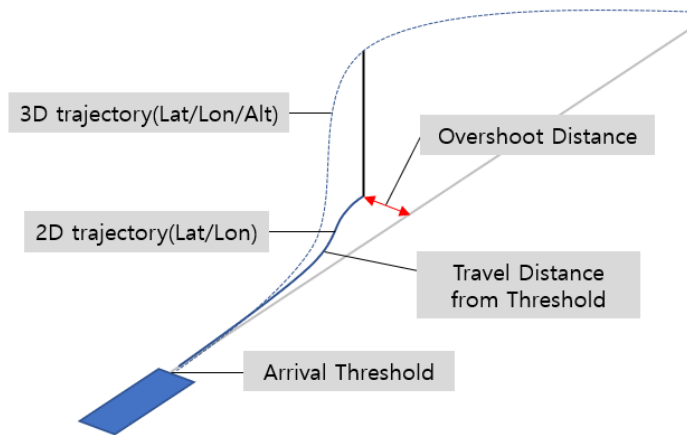 3D trajectory(Lat/Lon/Alt)
Overshoot Distance
2D trajectory(Lat/Lon)
Travel Distance
from Threshold
Arrival Threshold